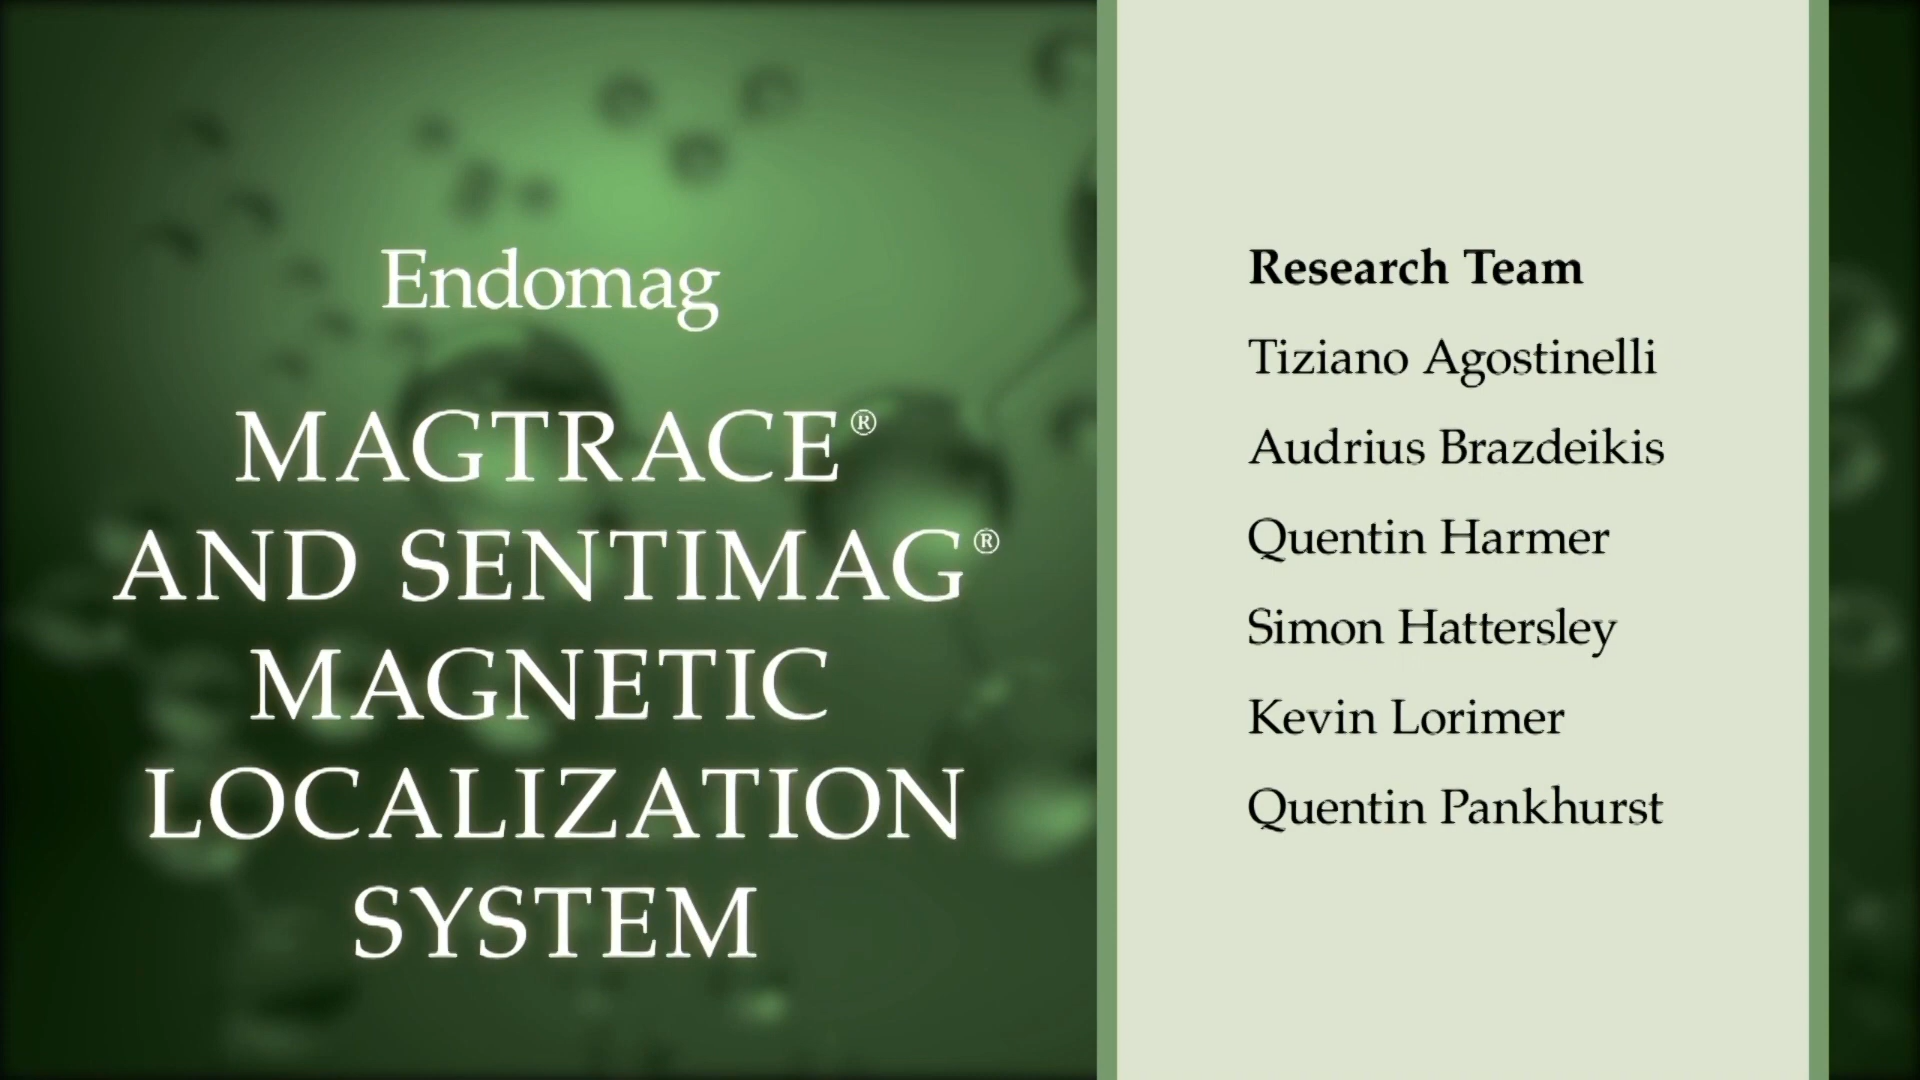 Endomag
MAGTRACE®
AND SENTIMAG®
MAGNETIC
LOCALIZATION
SYSTEM
Research Team
Tiziano Agostinelli
Audrius Brazdeikis
Quentin Harmer
Simon Hattersley
Kevin Lorimer
Quentin Pankhurst